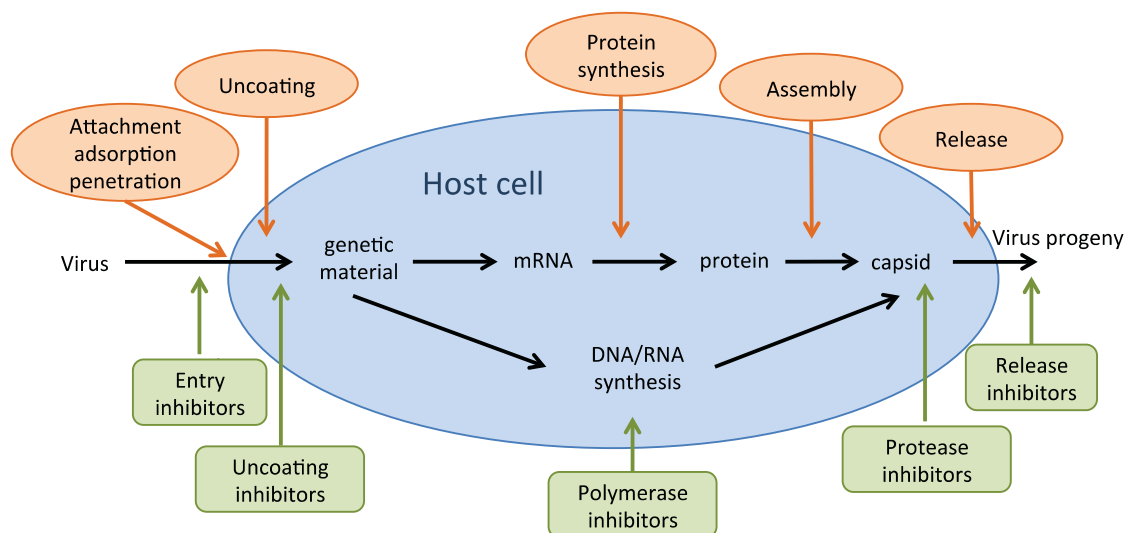 Protein
synthesis
Uncoating
Assembly
Attachment
adsorption
penetration
Release
Host cell
Virus
genetic
material
mRNA
protein
capsid
Virus progeny
DNA/RNA
synthesis
Entry
inhibitors
Release
inhibitors
Uncoating
inhibitors
Protease
inhibitors
Polymerase
inhibitors